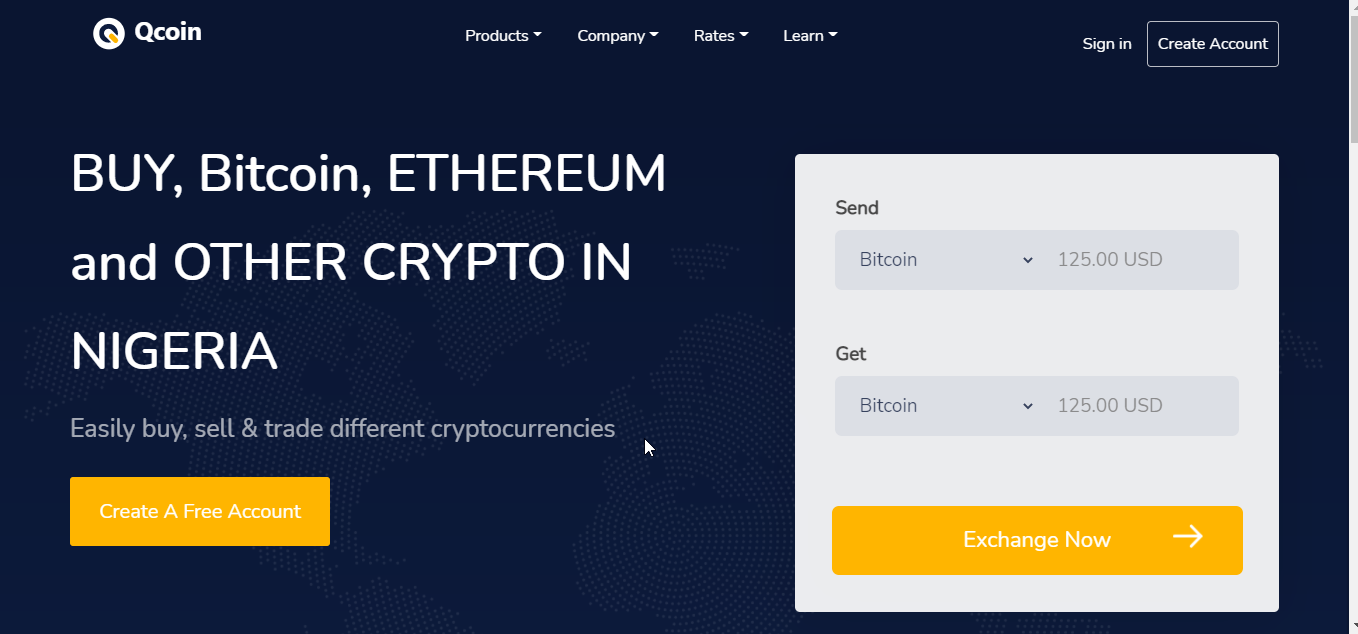 Qcoin
Products
Company
Rates
Learn
Sign in
Create Account
BUY, Bitcoin, ETHEREUM
and OTHER CRYPTO IN
NIGERIA
Easily buy, sell & trade different cryptocurrencies
Create A Free Account
Send
Bitcoin 125.00 USD
Get
Bitcoin 125.00 USD
Exchange Now